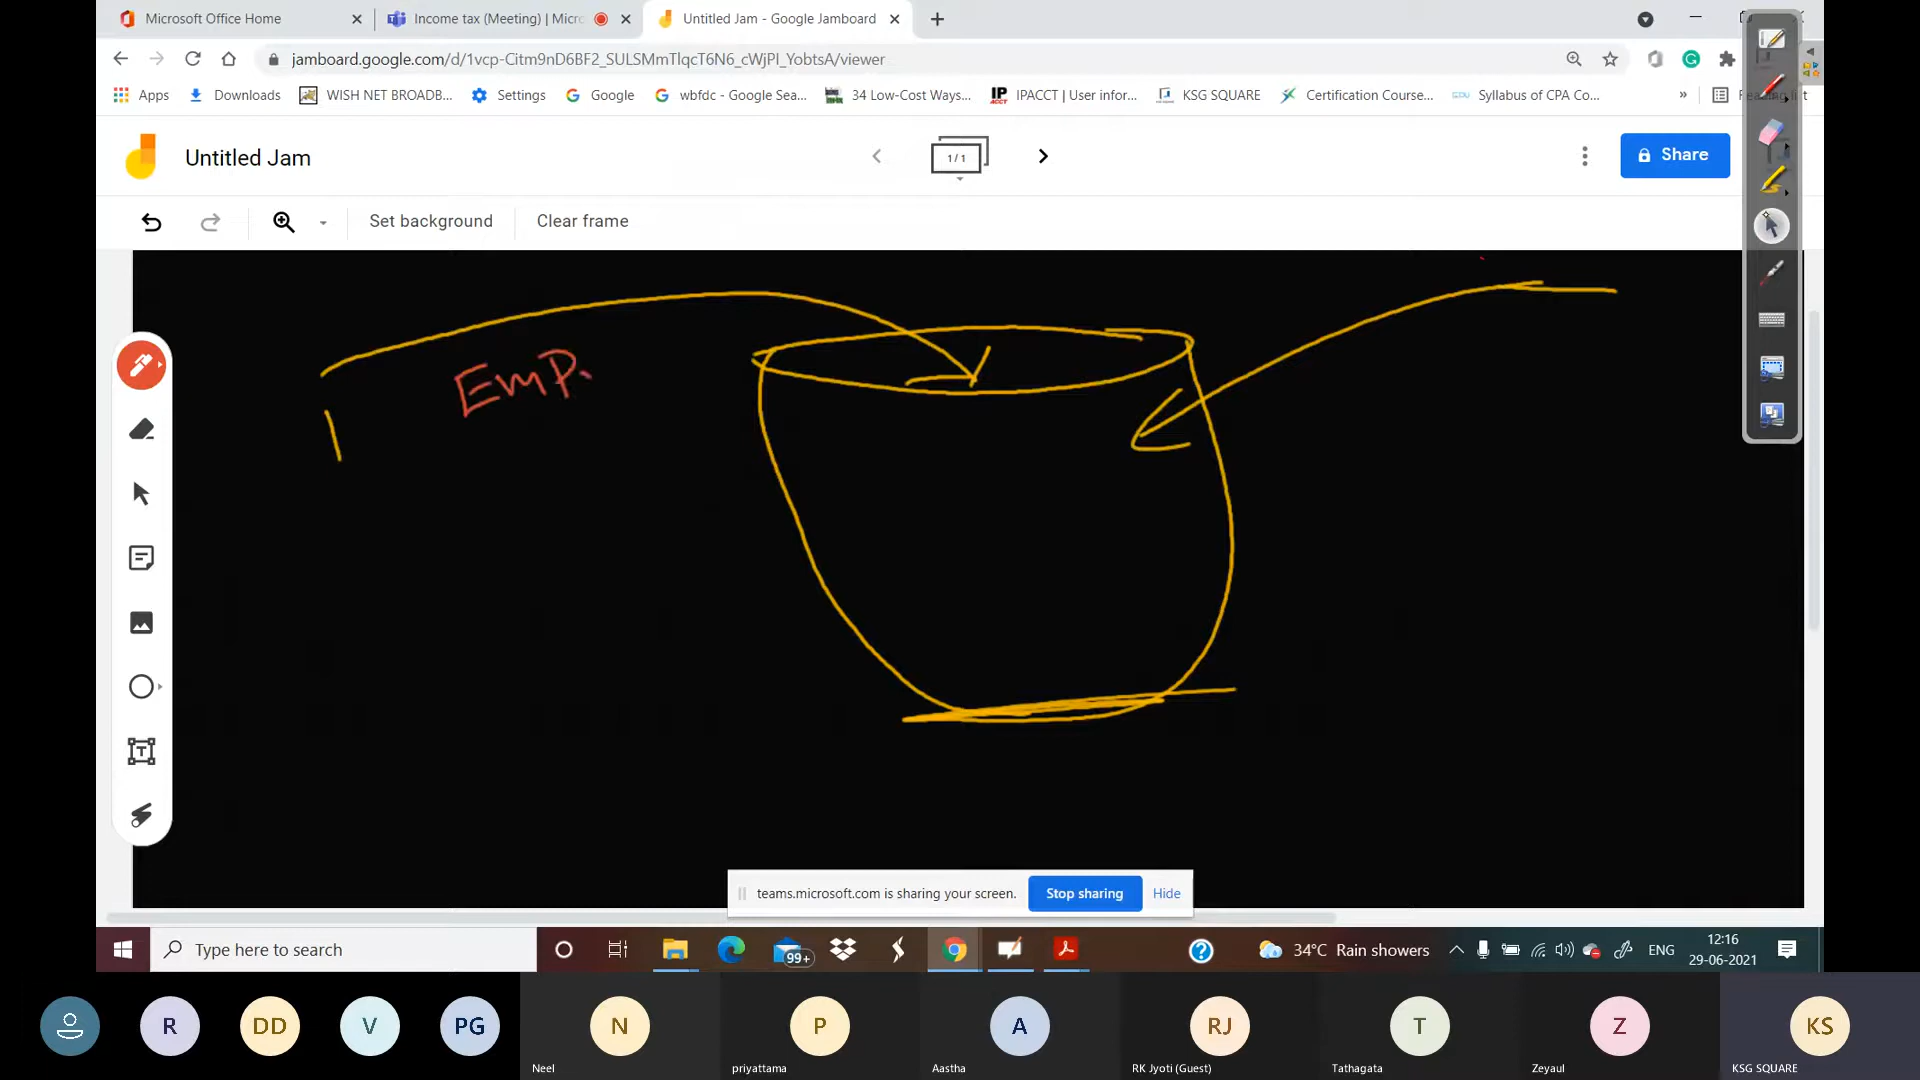 Microsoft Office Home
Income tax (Meeting) | Micro
Untitled Jam - Google Jamboard
jamboard.google.com/d/1vcp-Citm9nD6BF2_SULSMmTlqcT6N6_cWjPI_YobtsA/viewer
Apps
Downloads
WISH NET BROADB...
Settings
Google
wbfdc - Google Sea...
34 Low-Cost Ways...
IPACCT | User infor...
KSG SQUARE
Certification Course...
Syllabus of CPA Co...
»
Reading list
Untitled Jam
1 / 1
Share
Set background
Clear frame
EmP.
teams.microsoft.com is sharing your screen.
Stop sharing
Hide
Type here to search
99+
34°C Rain showers
ENG
12:16
29-06-2021
R
DD
V
PG
N
P
A
RJ
T
Z
KS
Neel
priyattama
Aastha
RK Jyoti (Guest)
Tathagata
Zeyaul
KSG SQUARE